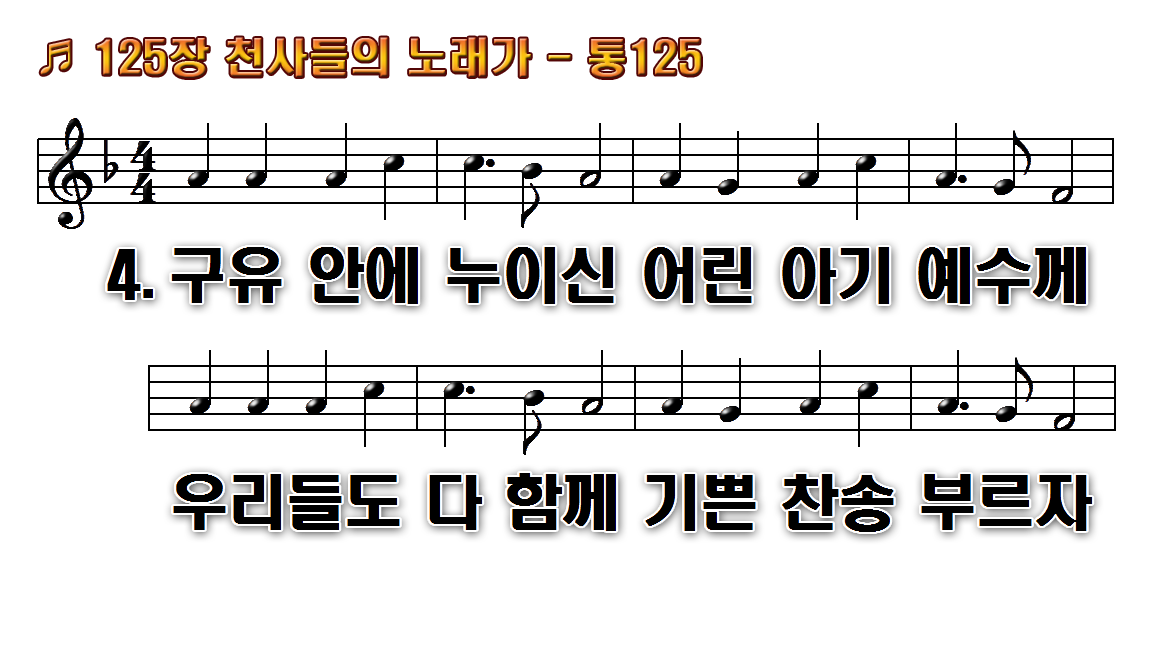 ♬ 125장 천사들의 노래가 - 통125
4. 구유 안에 누이신 어린 아기 예수께
우리들도 다 함께 기쁜 찬송 부르자